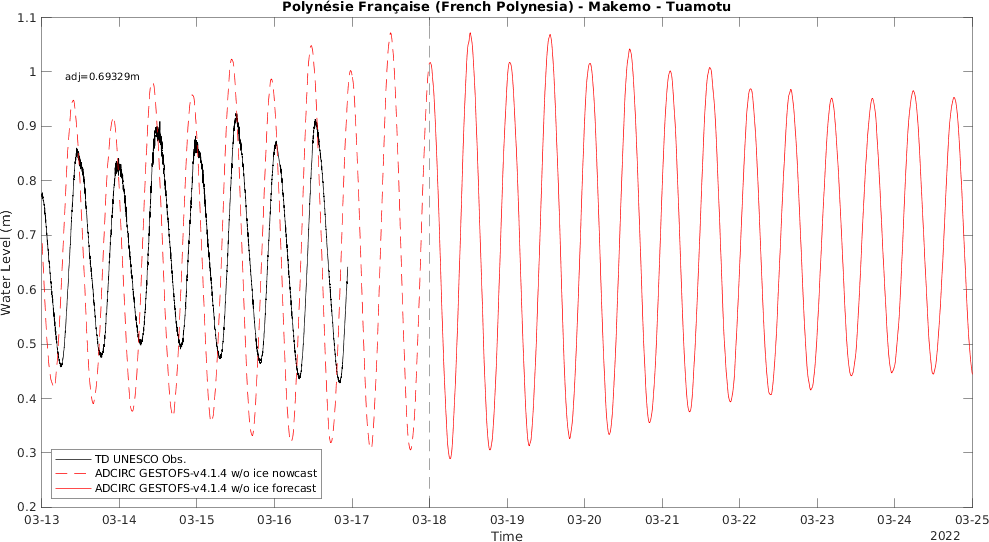 Polynésie Française (French Polynesia) - Makemo - Tuamotu
1.1
1
0.9
0.8
0.7
0.6
0.5
0.4
0.3
0.2
Water Level (m)
adj=0.69329m
TD UNESCO Obs.
ADCIRC GESTOFS-v4.1.4 w/o ice nowcast
ADCIRC GESTOFS-v4.1.4 w/o ice forecast
03-13 03-14 03-15 03-16 03-17 03-18 03-19 03-20 03-21 03-22 03-23 03-24 03-25
Time
2022